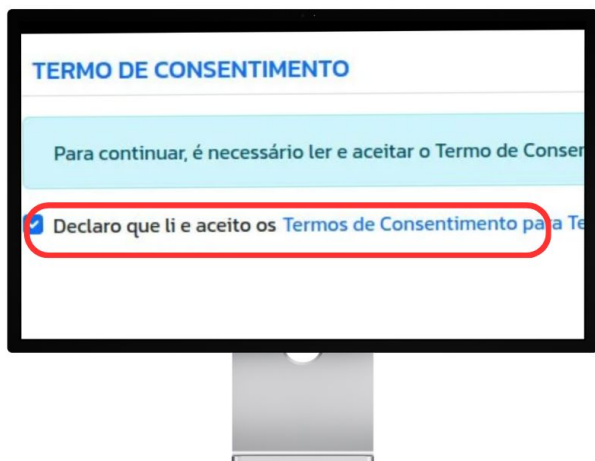 TERMO DE CONSENTIMENTO
Para continuar, é necessário ler e aceitar o Termo de
Declaro que li e aceito os Termos de Consentimento para